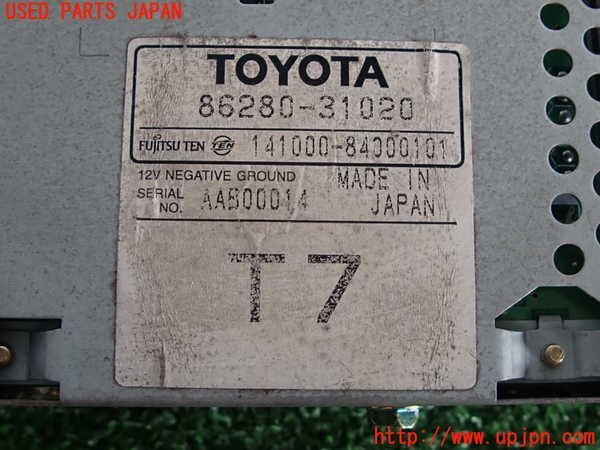 USED PARTS JAPAN
TOYOTA
86280-31020
FUJITSU TEN TEN 141000-84000101
12V NEGATIVE GROUND MADE IN
SERIAL NO. AAB00014 JAPAN
T7
http://www.upjpn.com